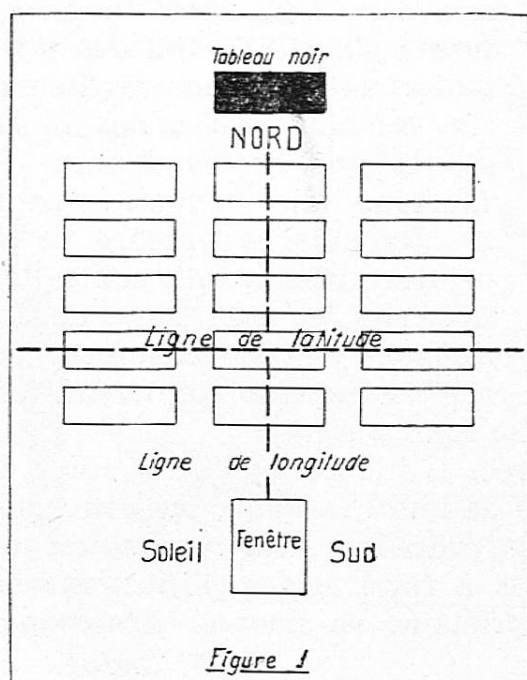 Tableau noir
NORD
Ligne de latitude
Ligne de longitude
Soleil Fenêtre Sud
Figure 1